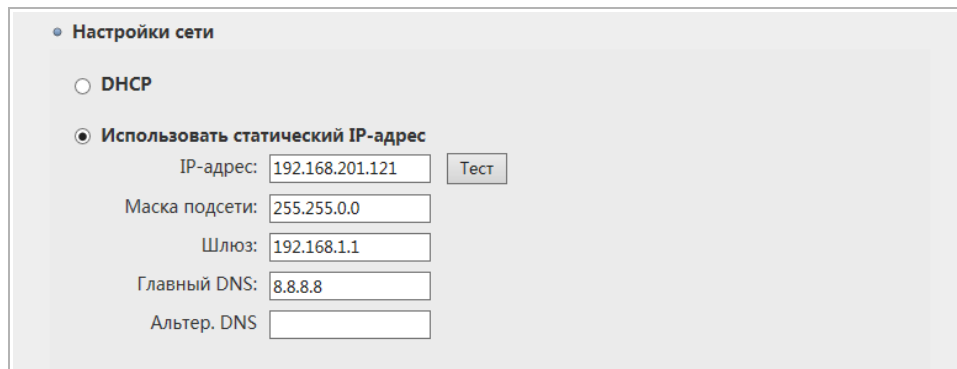 Настройки сети
DHCP
Использовать статический IP-адрес
IP-адрес: 192.168.201.121 Тест
Маска подсети: 255.255.0.0
Шлюз: 192.168.1.1
Главный DNS: 8.8.8.8
Альтер. DNS